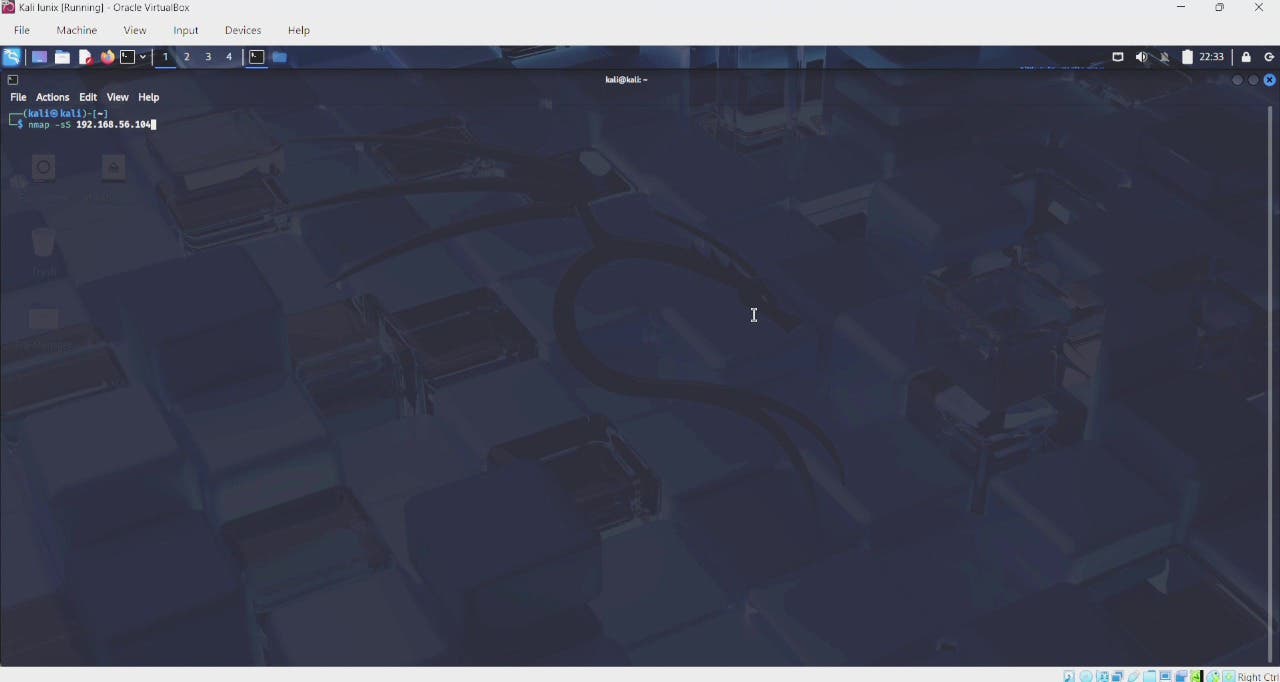 Kali lunix [Running] - Oracle VirtualBox
File Machine View Input Devices Help
1 2 3 4 22:33
kali@kali: ~
File Actions Edit View Help
┌──(kali㉿kali)-[~]
└─$ nmap -sS 192.168.56.104
Trash
Right Ctrl